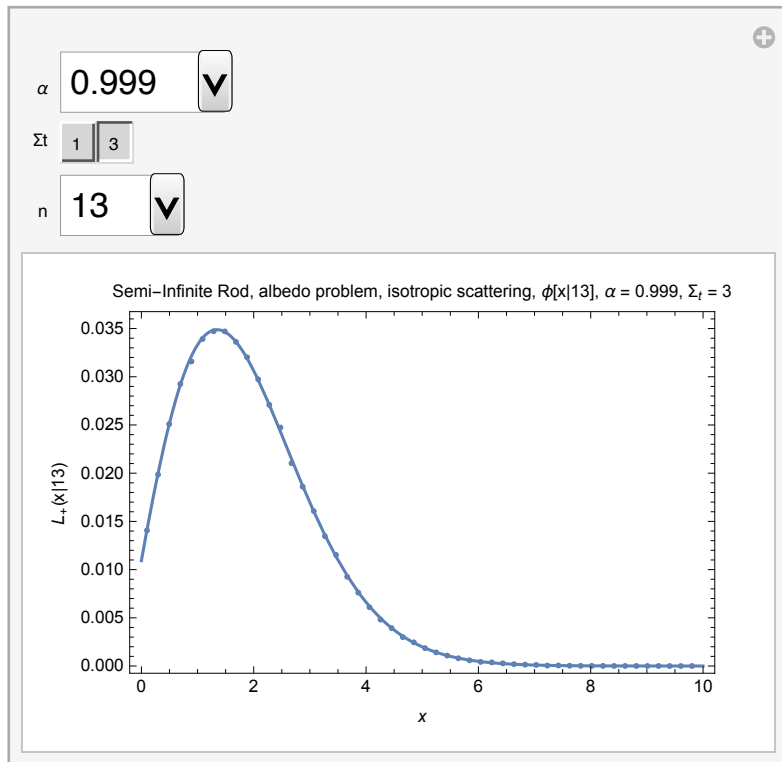 α 0.999
Σt 1 3
n 13
Semi-Infinite Rod, albedo problem, isotropic scattering, ϕ[x|13], α = 0.999, Σt = 3
0.035
0.030
0.025
0.020
0.015
0.010
0.005
0.000
L+(x|13)
0 2 4 6 8 10
x